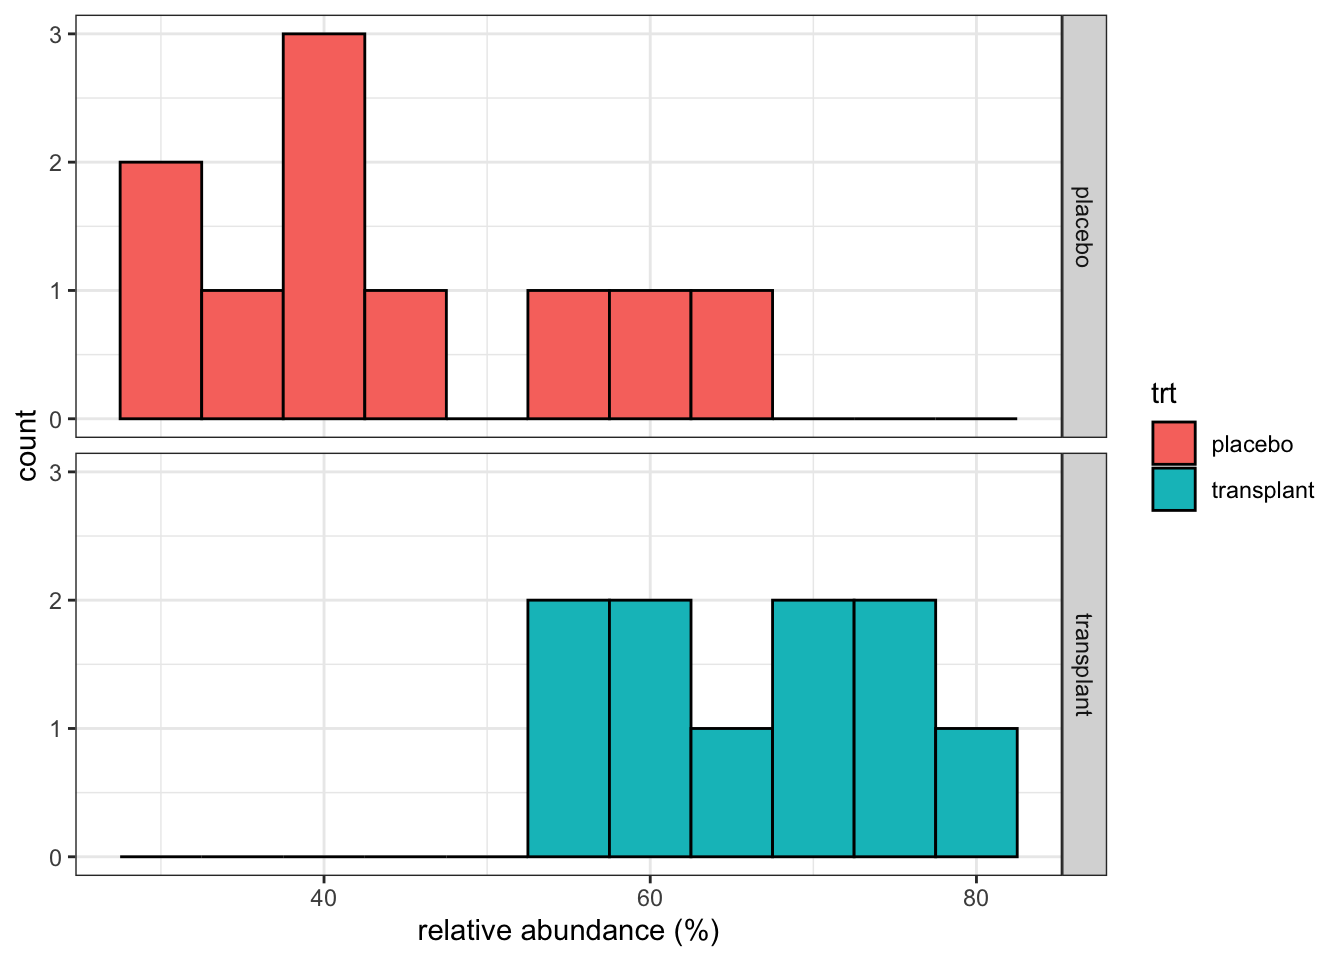 count
3
2
1
0
placebo
3
2
1
0
transplant
40
60
80
relative abundance (%)
trt
placebo
transplant